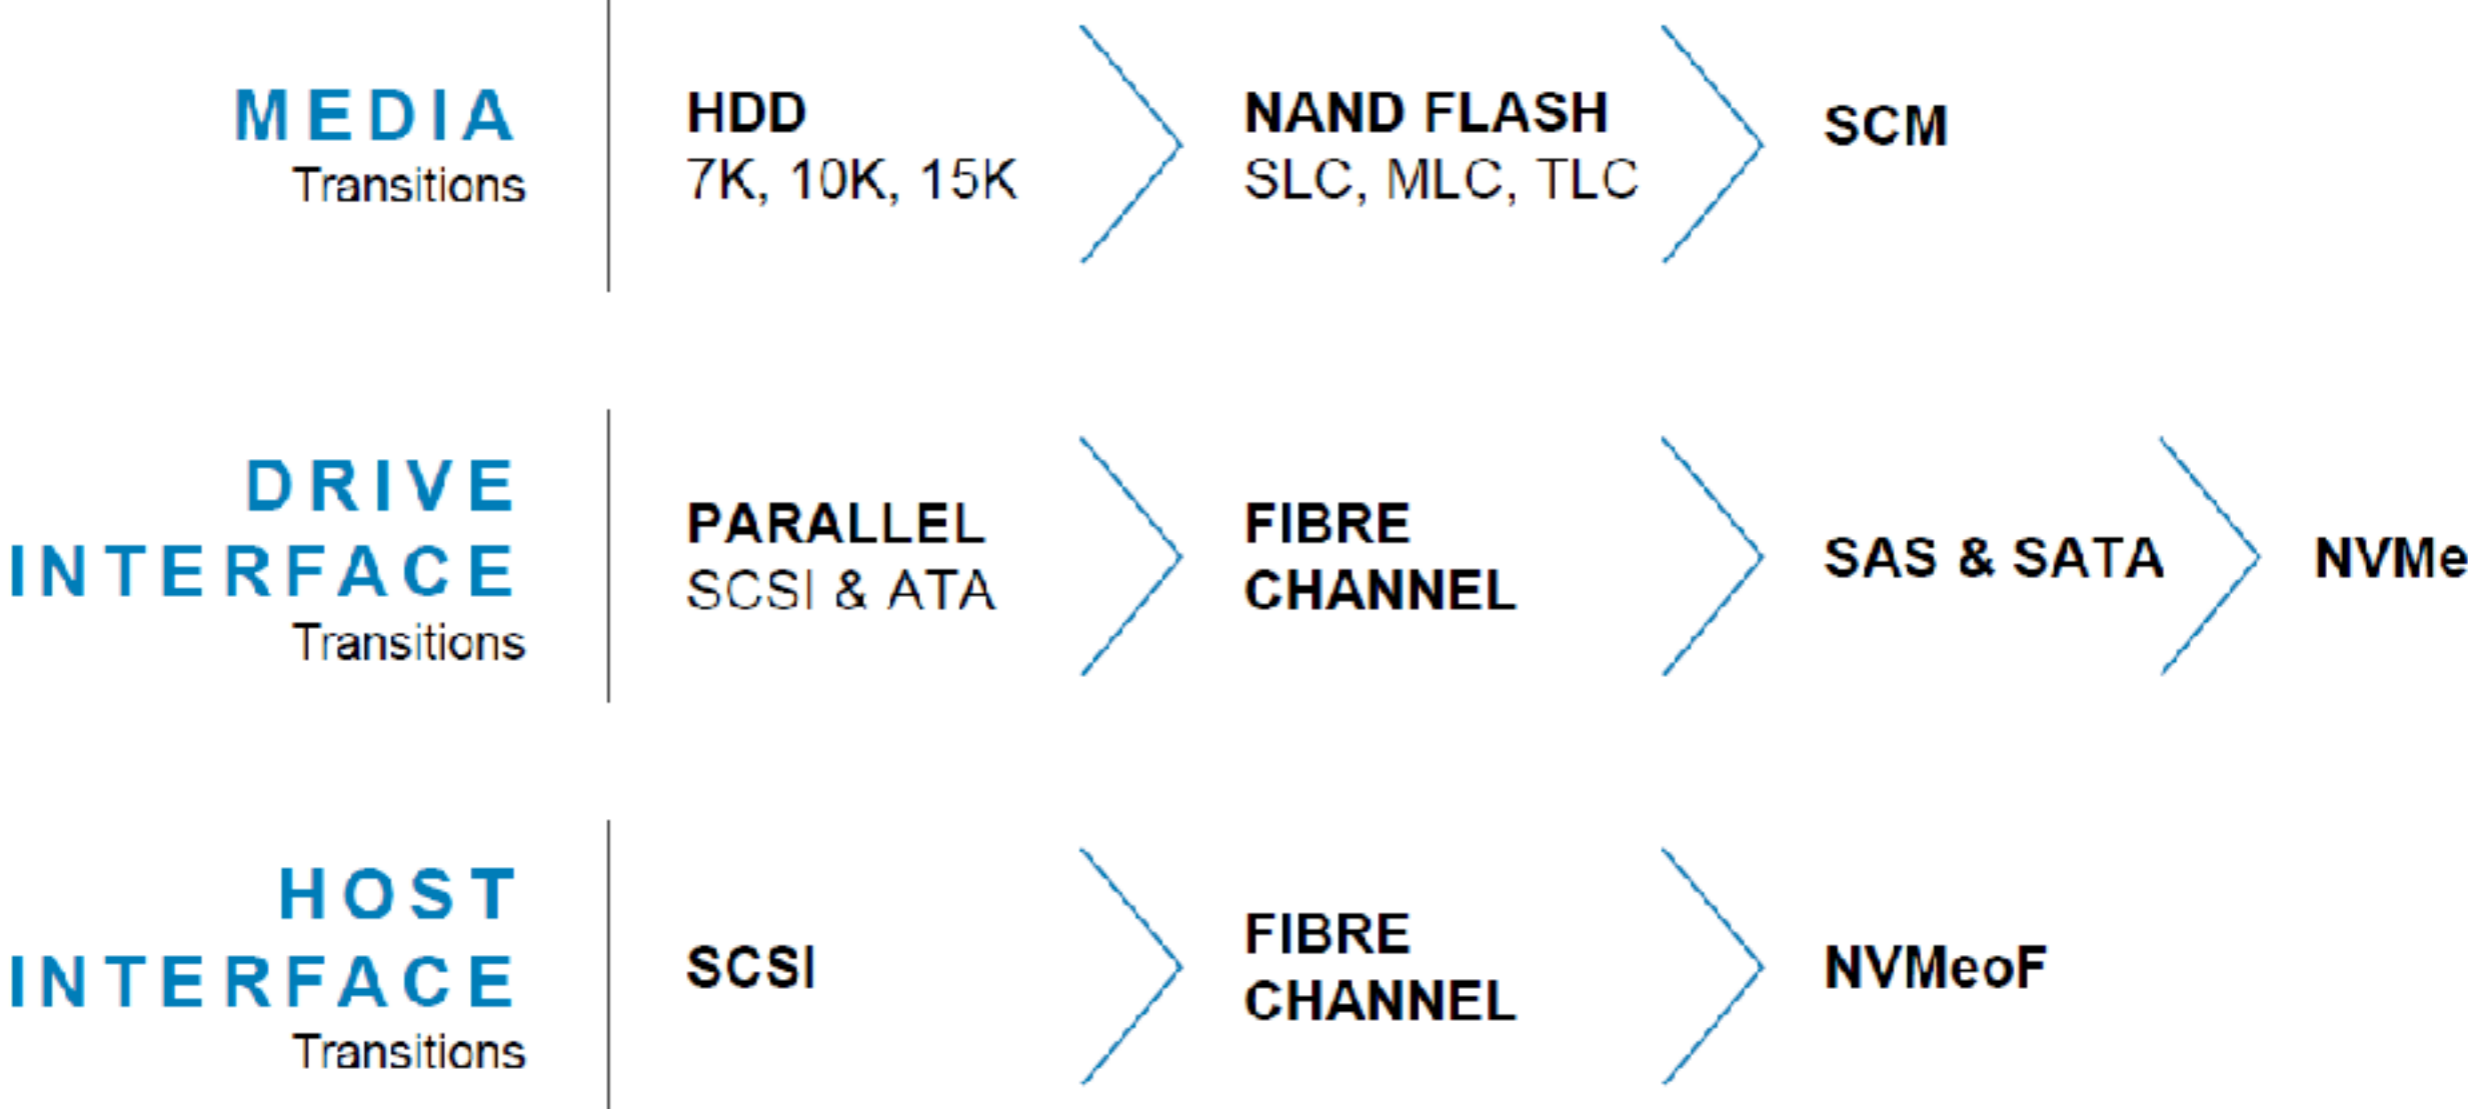 MEDIA
Transitions
HDD
7K, 10K, 15K
NAND FLASH
SLC, MLC, TLC
SCM
DRIVE
INTERFACE
Transitions
PARALLEL
SCSI & ATA
FIBRE
CHANNEL
SAS & SATA
NVMe
HOST
INTERFACE
Transitions
SCSI
FIBRE
CHANNEL
NVMeoF